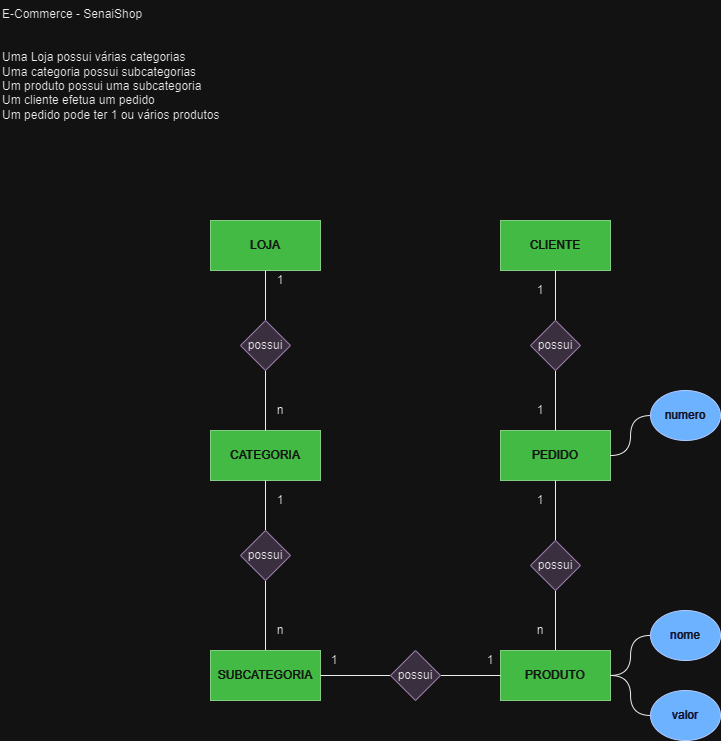 E-Commerce - SenaiShop
Uma Loja possui várias categorias
Uma categoria possui subcategorias
Um produto possui uma subcategoria
Um cliente efetua um pedido
Um pedido pode ter 1 ou vários produtos
LOJA
CLIENTE
1
1
possui
possui
n
1
numero
CATEGORIA
PEDIDO
1
1
possui
possui
n
n
nome
1
1
SUBCATEGORIA
possui
PRODUTO
valor